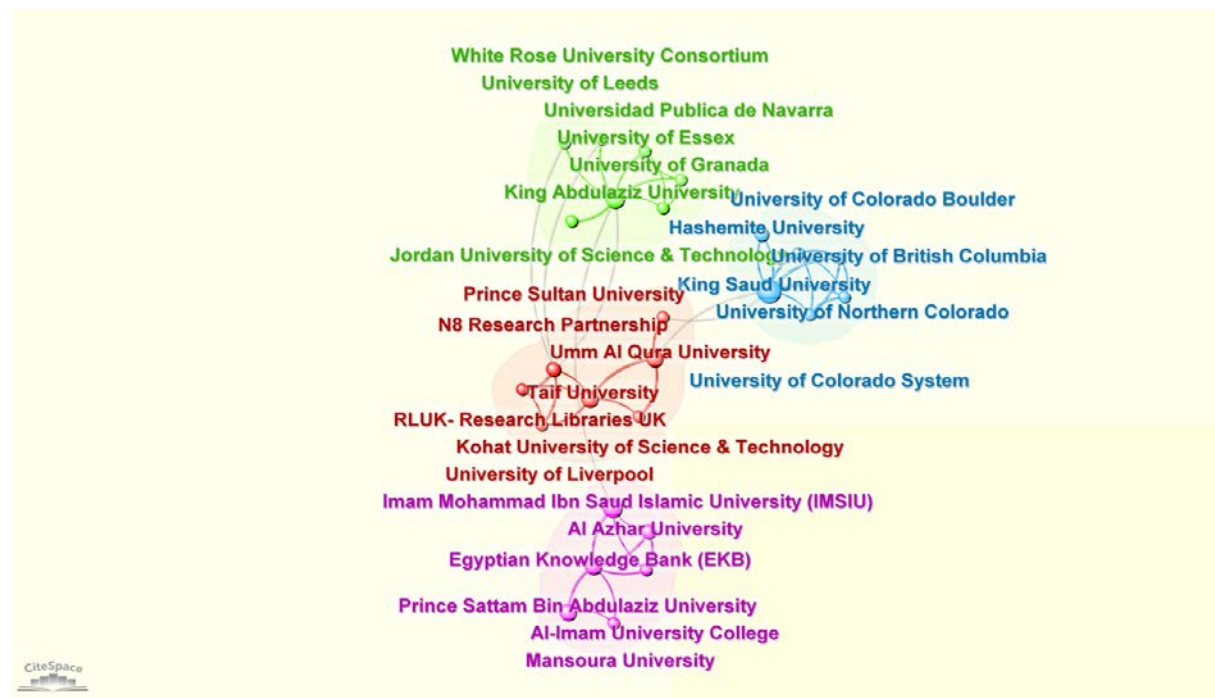 White Rose University Consortium
University of Leeds
Universidad Publica de Navarra
University of Essex
University of Granada
King Abdulaziz University
University of Colorado Boulder
Hashemite University
Jordan University of Science & Technology
University of British Columbia
King Saud University
Prince Sultan University
University of Northern Colorado
N8 Research Partnership
Umm Al Qura University
University of Colorado System
Taif University
RLUK- Research Libraries UK
Kohat University of Science & Technology
University of Liverpool
Imam Mohammad Ibn Saud Islamic University (IMSIU)
Al Azhar University
Egyptian Knowledge Bank (EKB)
Prince Sattam Bin Abdulaziz University
Al-Imam University College
Mansoura University
CiteSpace